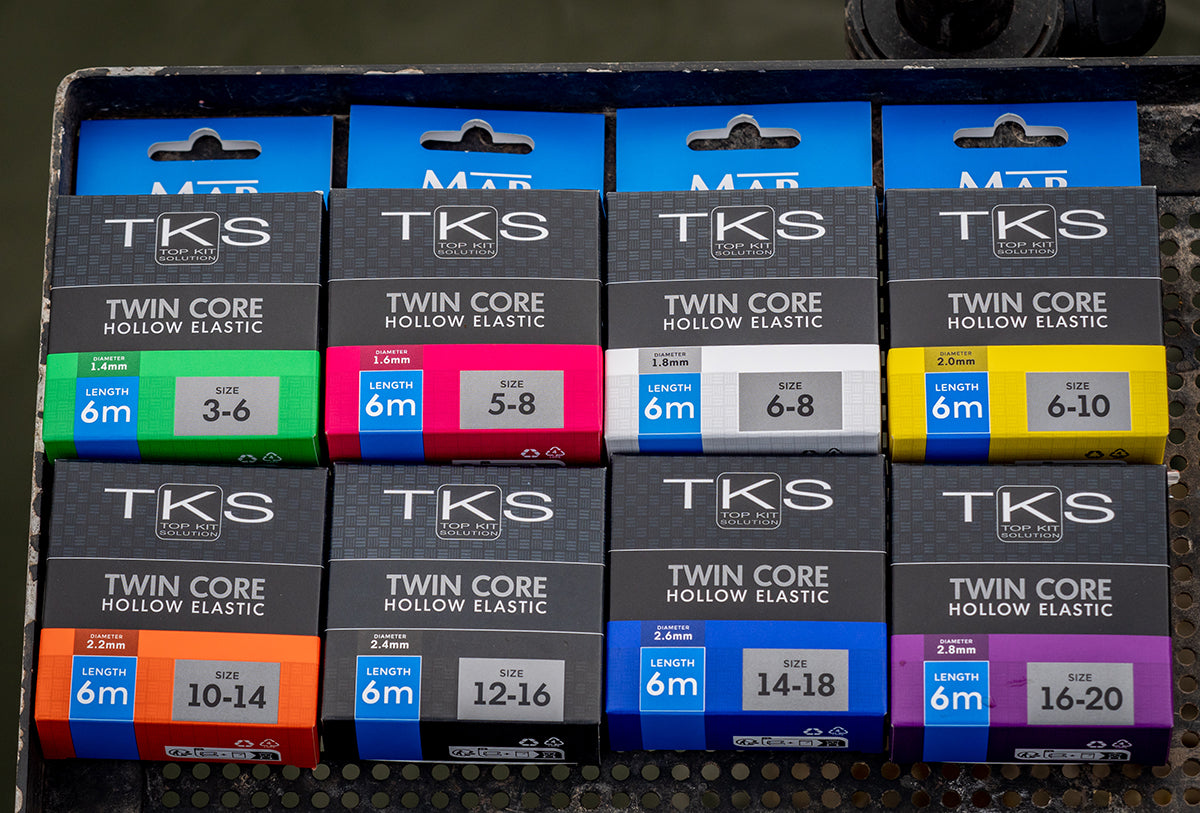 MAP
MAP
MAP
MAP
TKS
TOP KIT
SOLUTION
TWIN CORE
HOLLOW ELASTIC
DIAMETER
1.4mm
LENGTH
6m
SIZE
3-6
TKS
TOP KIT
SOLUTION
TWIN CORE
HOLLOW ELASTIC
DIAMETER
1.6mm
LENGTH
6m
SIZE
5-8
TKS
TOP KIT
SOLUTION
TWIN CORE
HOLLOW ELASTIC
DIAMETER
1.8mm
LENGTH
6m
SIZE
6-8
TKS
TOP KIT
SOLUTION
TWIN CORE
HOLLOW ELASTIC
DIAMETER
2.0mm
LENGTH
6m
SIZE
6-10
TKS
TOP KIT
SOLUTION
TWIN CORE
HOLLOW ELASTIC
DIAMETER
2.2mm
LENGTH
6m
SIZE
10-14
TKS
TOP KIT
SOLUTION
TWIN CORE
HOLLOW ELASTIC
DIAMETER
2.4mm
LENGTH
6m
SIZE
12-16
TKS
TOP KIT
SOLUTION
TWIN CORE
HOLLOW ELASTIC
DIAMETER
2.6mm
LENGTH
6m
SIZE
14-18
TKS
TOP KIT
SOLUTION
TWIN CORE
HOLLOW ELASTIC
DIAMETER
2.8mm
LENGTH
6m
SIZE
16-20